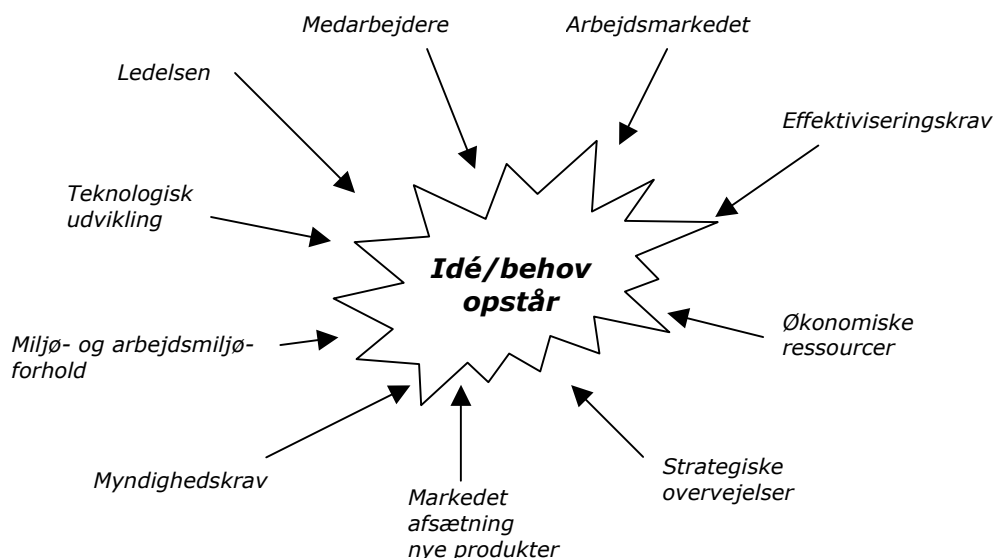 Medarbejdere
Arbejdsmarkedet
Ledelsen
Effektiviseringskrav
Teknologisk
udvikling
Idé/behov
opstår
Økonomiske
ressourcer
Miljø- og arbejdsmiljø-
forhold
Myndighedskrav
Strategiske
overvejelser
Markedet
afsætning
nye produkter